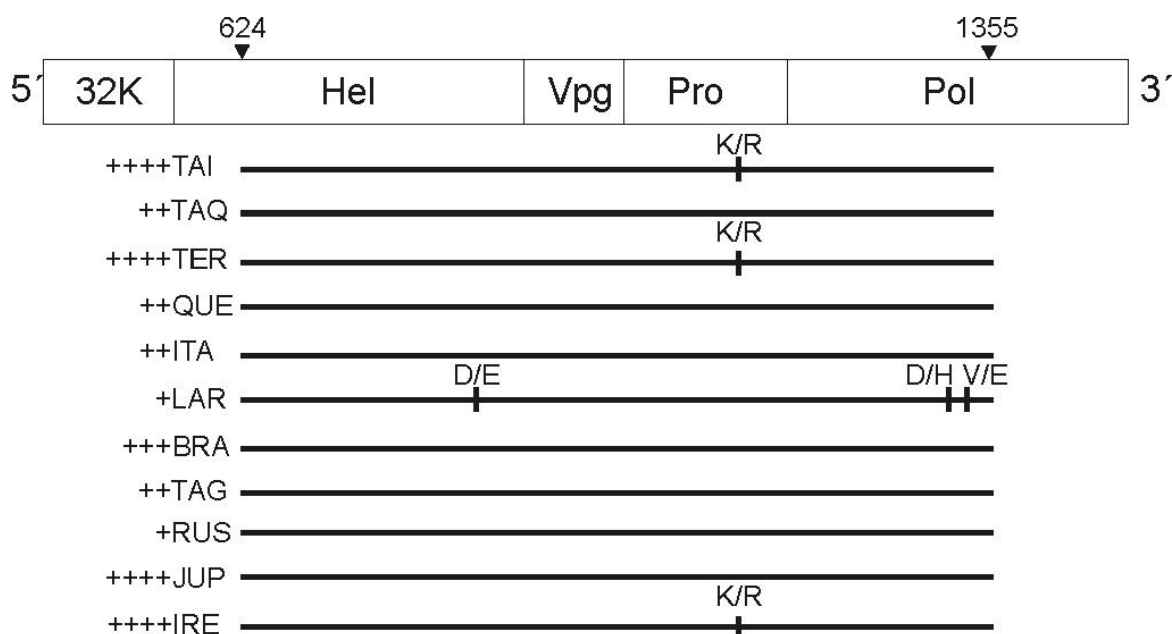 624 1355
5´ 32K Hel Vpg Pro Pol 3´
K/R
++++TAI
++TAQ
K/R
++++TER
++QUE
++ITA
D/E D/H V/E
+LAR
+++BRA
++TAG
+RUS
++++JUP
K/R
++++IRE